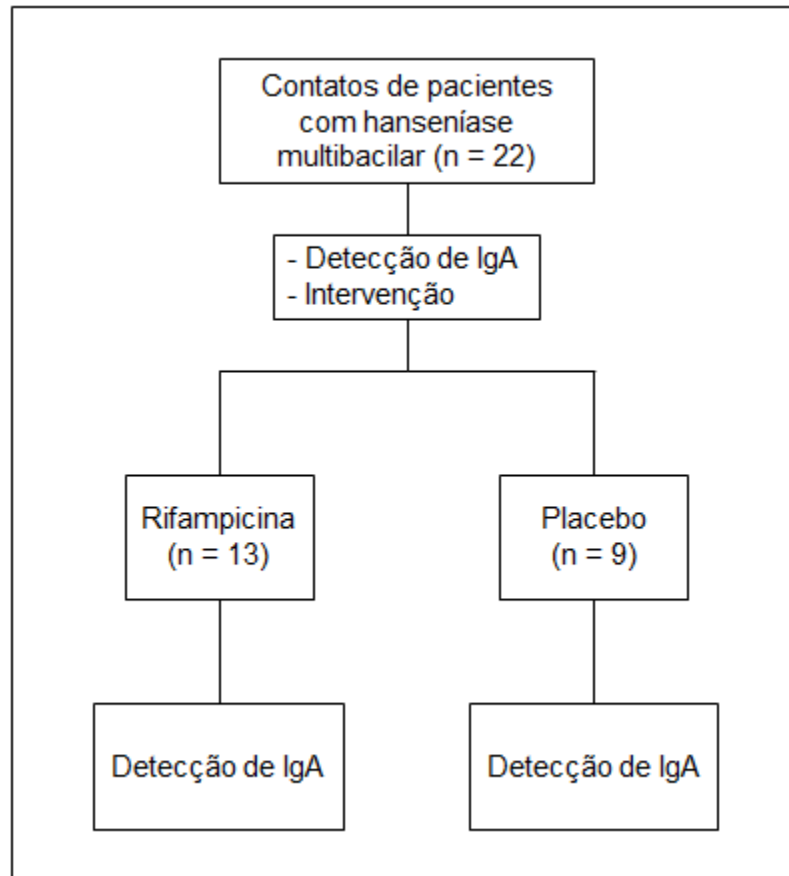 Contatos de pacientes
com hanseníase
multibacilar (n = 22)
- Detecção de IgA
- Intervenção
Rifampicina
(n = 13)
Placebo
(n = 9)
Detecção de IgA
Detecção de IgA